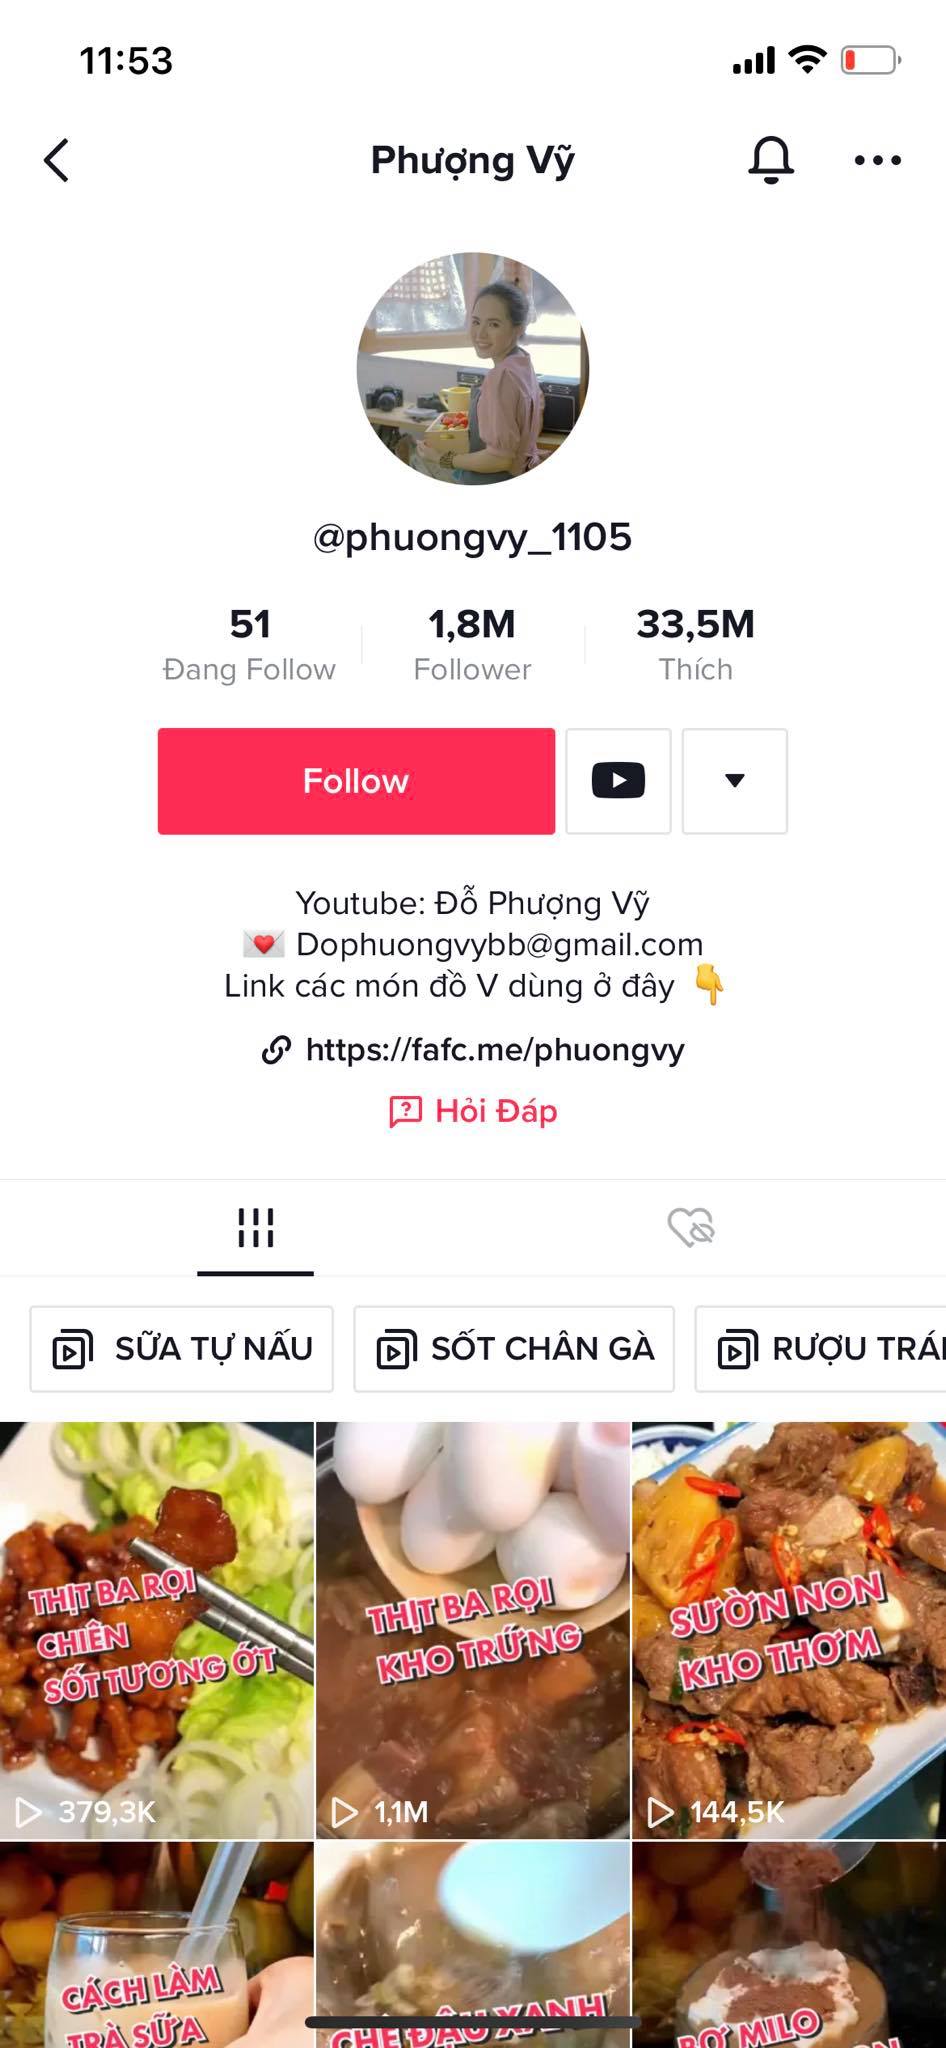 11:53
Phượng Vỹ
@phuongvy_1105
51
Đang Follow
1,8M
Follower
33,5M
Thích
Follow
Youtube: Đỗ Phượng Vỹ
Dophuongvybb@gmail.com
Link các món đồ V dùng ở đây
https://fafc.me/phuongvy
Hỏi Đáp
SỮA TỰ NẤU
SỐT CHÂN GÀ
RƯỢU TRÁI
THỊT BA RỌI
CHIÊN
SỐT TƯƠNG ỚT
379,3K
THỊT BA RỌI
KHO TRỨNG
1,1M
SƯỜN NON
KHO THƠM
144,5K
CÁCH LÀM
TRÀ SỮA
CHÈ ĐẬU XANH
BƠ MILO